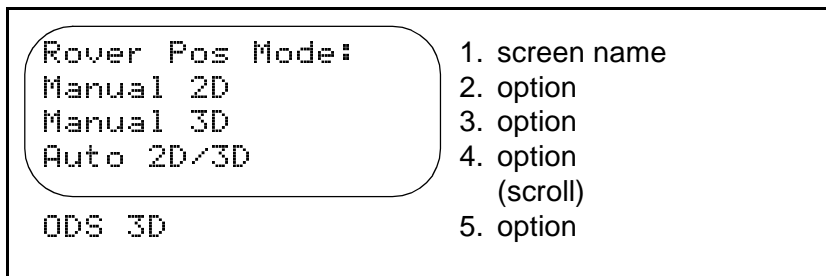 Rover Pos Mode: 1. screen name
Manual 2D 2. option
Manual 3D 3. option
Auto 2D/3D 4. option
(scroll)
ODS 3D 5. option